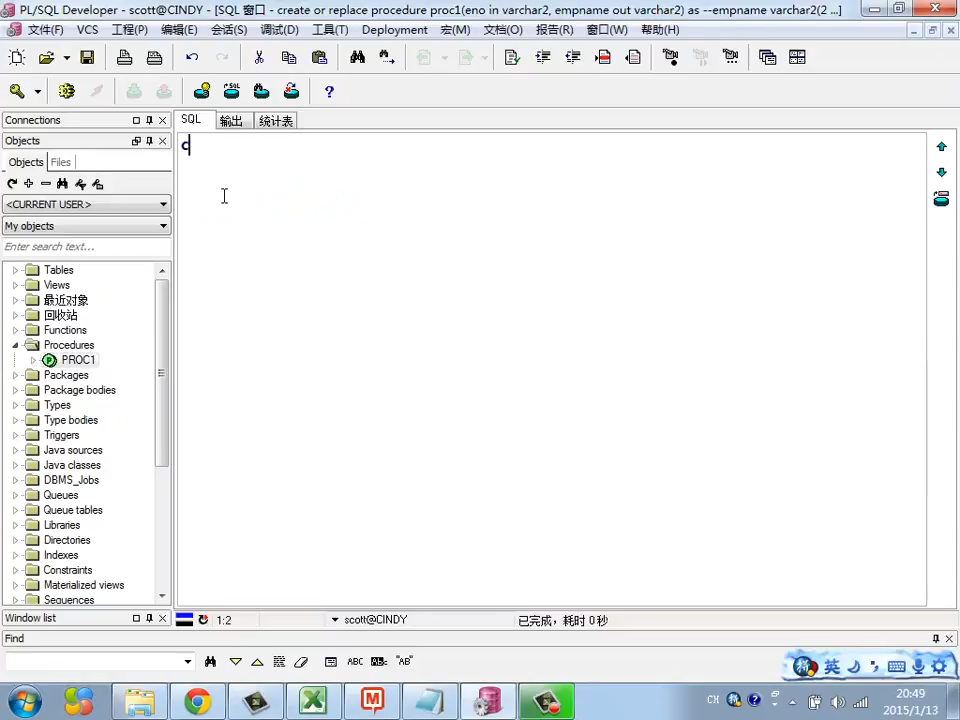 PL/SQL Developer - scott@CINDY - [SQL 窗口 - create or replace procedure proc1(eno in varchar2, empname out varchar2) as --empname varchar2(2 ...]
文件(F) VCS 工程(P) 编辑(E) 会话(S) 调试(D) 工具(T) Deployment 宏(M) 文档(O) 报告(R) 窗口(W) 帮助(H)
Connections
Objects
Objects Files
<CURRENT USER>
My objects
Enter search text...
Tables
Views
最近对象
回收站
Functions
Procedures
PROC1
Packages
Package bodies
Types
Type bodies
Triggers
Java sources
Java classes
DBMS_Jobs
Queues
Queue tables
Libraries
Directories
Indexes
Constraints
Materialized views
Sequences
SQL 输出 统计表
c
Window list
1:2 scott@CINDY 已完成，耗时 0 秒
Find
ABC "AB"
英
CH 20:49
2015/1/13